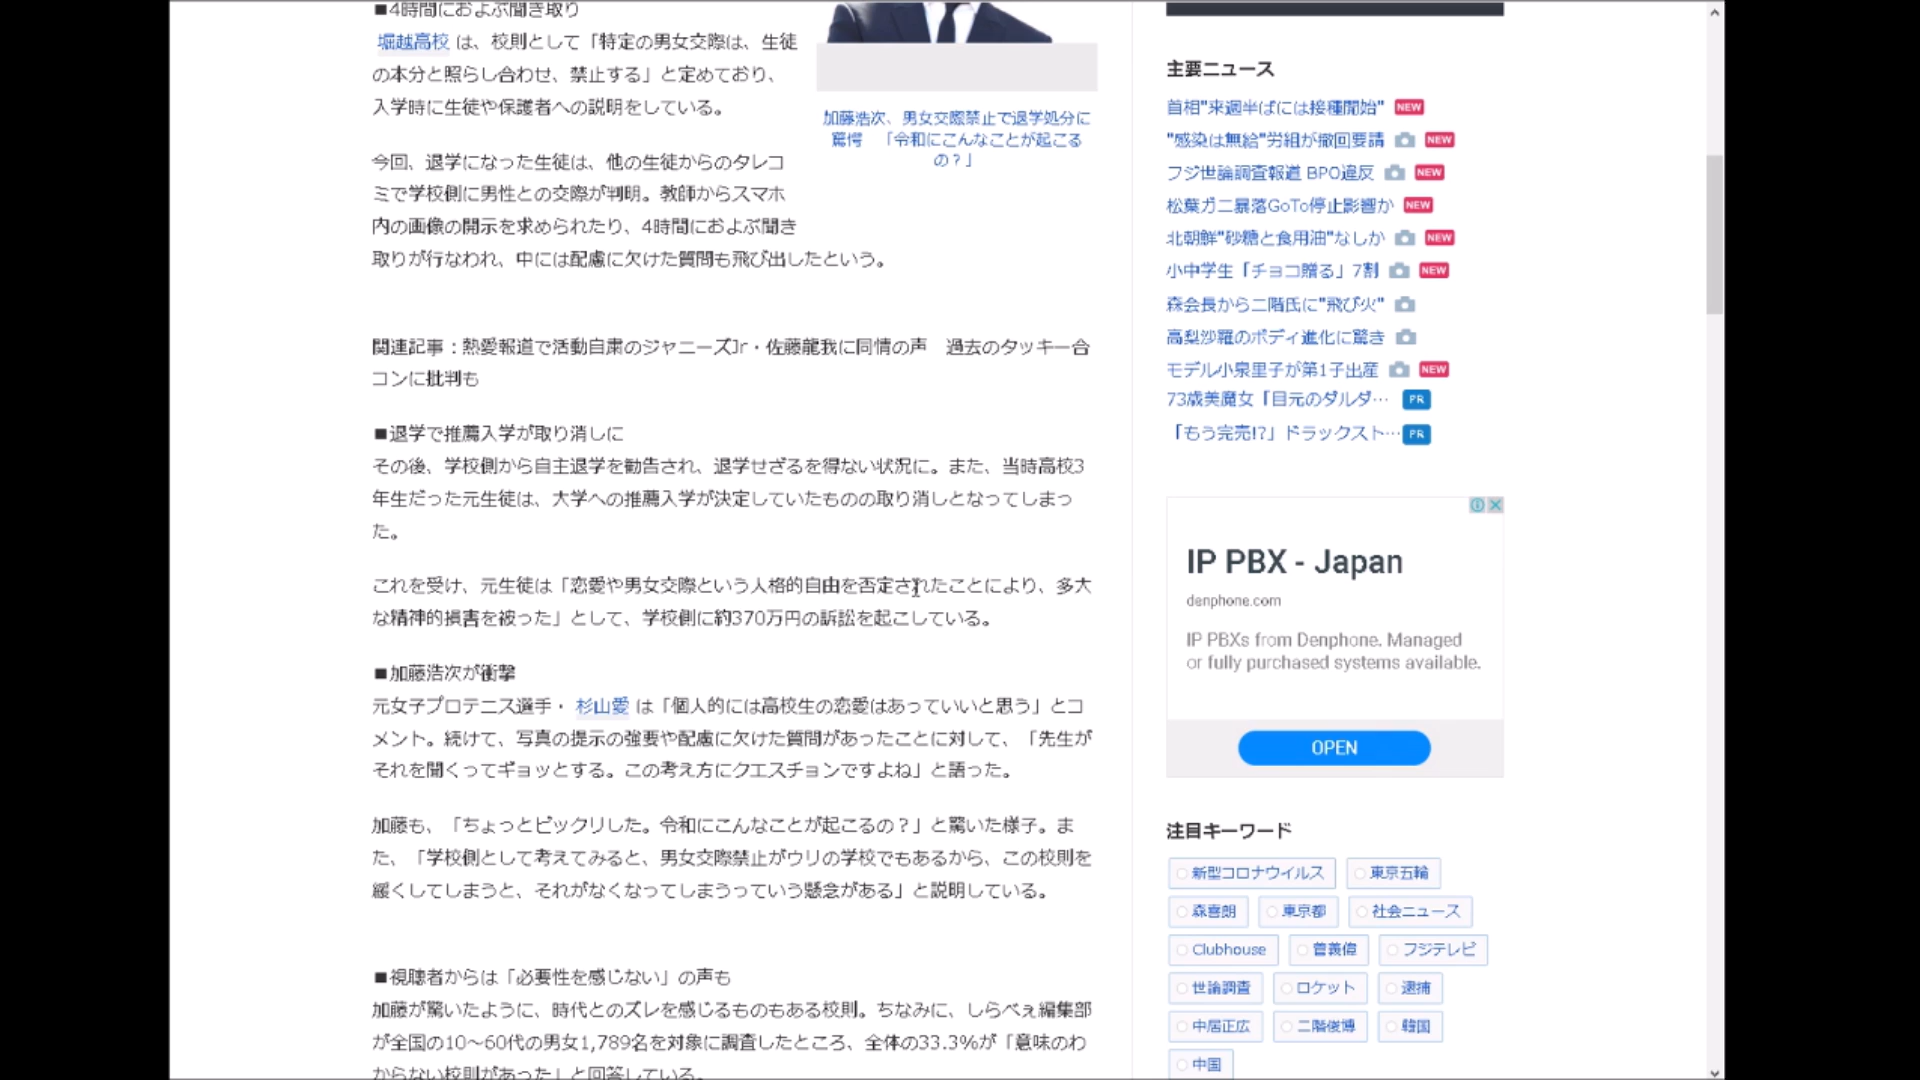 ■4時間におよぶ聞き取り
堀越高校 は、校則として「特定の男女交際は、生徒
の本分と照らし合わせ、禁止する」と定めており、
入学時に生徒や保護者への説明をしている。
加藤浩次、男女交際禁止で退学処分に
驚愕　「令和にこんなことが起こる
の？」
今回、退学になった生徒は、他の生徒からのタレコ
ミで学校側に男性との交際が判明。教師からスマホ
内の画像の開示を求められたり、4時間におよぶ聞き
取りが行なわれ、中には配慮に欠けた質問も飛び出したという。
関連記事：熱愛報道で活動自粛のジャニーズJr・佐藤龍我に同情の声　過去のタッキー合
コンに批判も
■退学で推薦入学が取り消しに
その後、学校側から自主退学を勧告され、退学せざるを得ない状況に。また、当時高校3
年生だった元生徒は、大学への推薦入学が決定していたものの取り消しとなってしまっ
た。
これを受け、元生徒は「恋愛や男女交際という人格的自由を否定されたことにより、多大
な精神的損害を被った」として、学校側に約370万円の訴訟を起こしている。
■加藤浩次が衝撃
元女子プロテニス選手・ 杉山愛 は「個人的には高校生の恋愛はあっていいと思う」とコ
メント。続けて、写真の提示の強要や配慮に欠けた質問があったことに対して、「先生が
それを聞くってギョッとする。この考え方にクエスチョンですよね」と語った。
加藤も、「ちょっとビックリした。令和にこんなことが起こるの？」と驚いた様子。ま
た、「学校側として考えてみると、男女交際禁止がウリの学校でもあるから、この校則を
緩くしてしまうと、それがなくなってしまうっていう懸念がある」と説明している。
■視聴者からは「必要性を感じない」の声も
加藤が驚いたように、時代とのズレを感じるものもある校則。ちなみに、しらべぇ編集部
が全国の10～60代の男女1,789名を対象に調査したところ、全体の33.3%が「意味のわ
からない校則があった」と回答している。
主要ニュース
首相"来週半ばには接種開始" NEW
"感染は無給"労組が撤回要請 NEW
フジ世論調査報道 BPO違反 NEW
松葉ガニ暴落GoTo停止影響か NEW
北朝鮮"砂糖と食用油"なしか NEW
小中学生「チョコ贈る」7割 NEW
森会長から二階氏に"飛び火"
高梨沙羅のボディ進化に驚き
モデル小泉里子が第1子出産 NEW
73歳美魔女「目元のダルダ… PR
「もう完売!?」ドラックスト… PR
IP PBX - Japan
denphone.com
IP PBXs from Denphone. Managed
or fully purchased systems available.
OPEN
注目キーワード
新型コロナウイルス 東京五輪
森喜朗 東京都 社会ニュース
Clubhouse 菅義偉 フジテレビ
世論調査 ロケット 逮捕
中居正広 二階俊博 韓国
中国